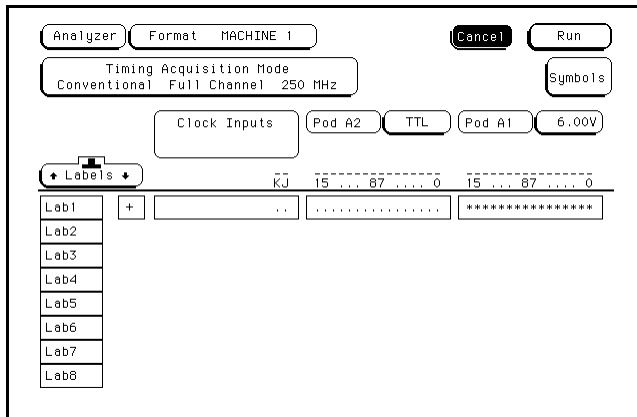 Analyzer Format MACHINE 1 Cancel Run
Timing Acquisition Mode
Conventional Full Channel 250 MHz
Symbols
Clock Inputs Pod A2 TTL Pod A1 6.00V
Labels KJ 15 ... 87 .... 0 15 ... 87 .... 0
Lab1 + .. ................ ****************
Lab2
Lab3
Lab4
Lab5
Lab6
Lab7
Lab8